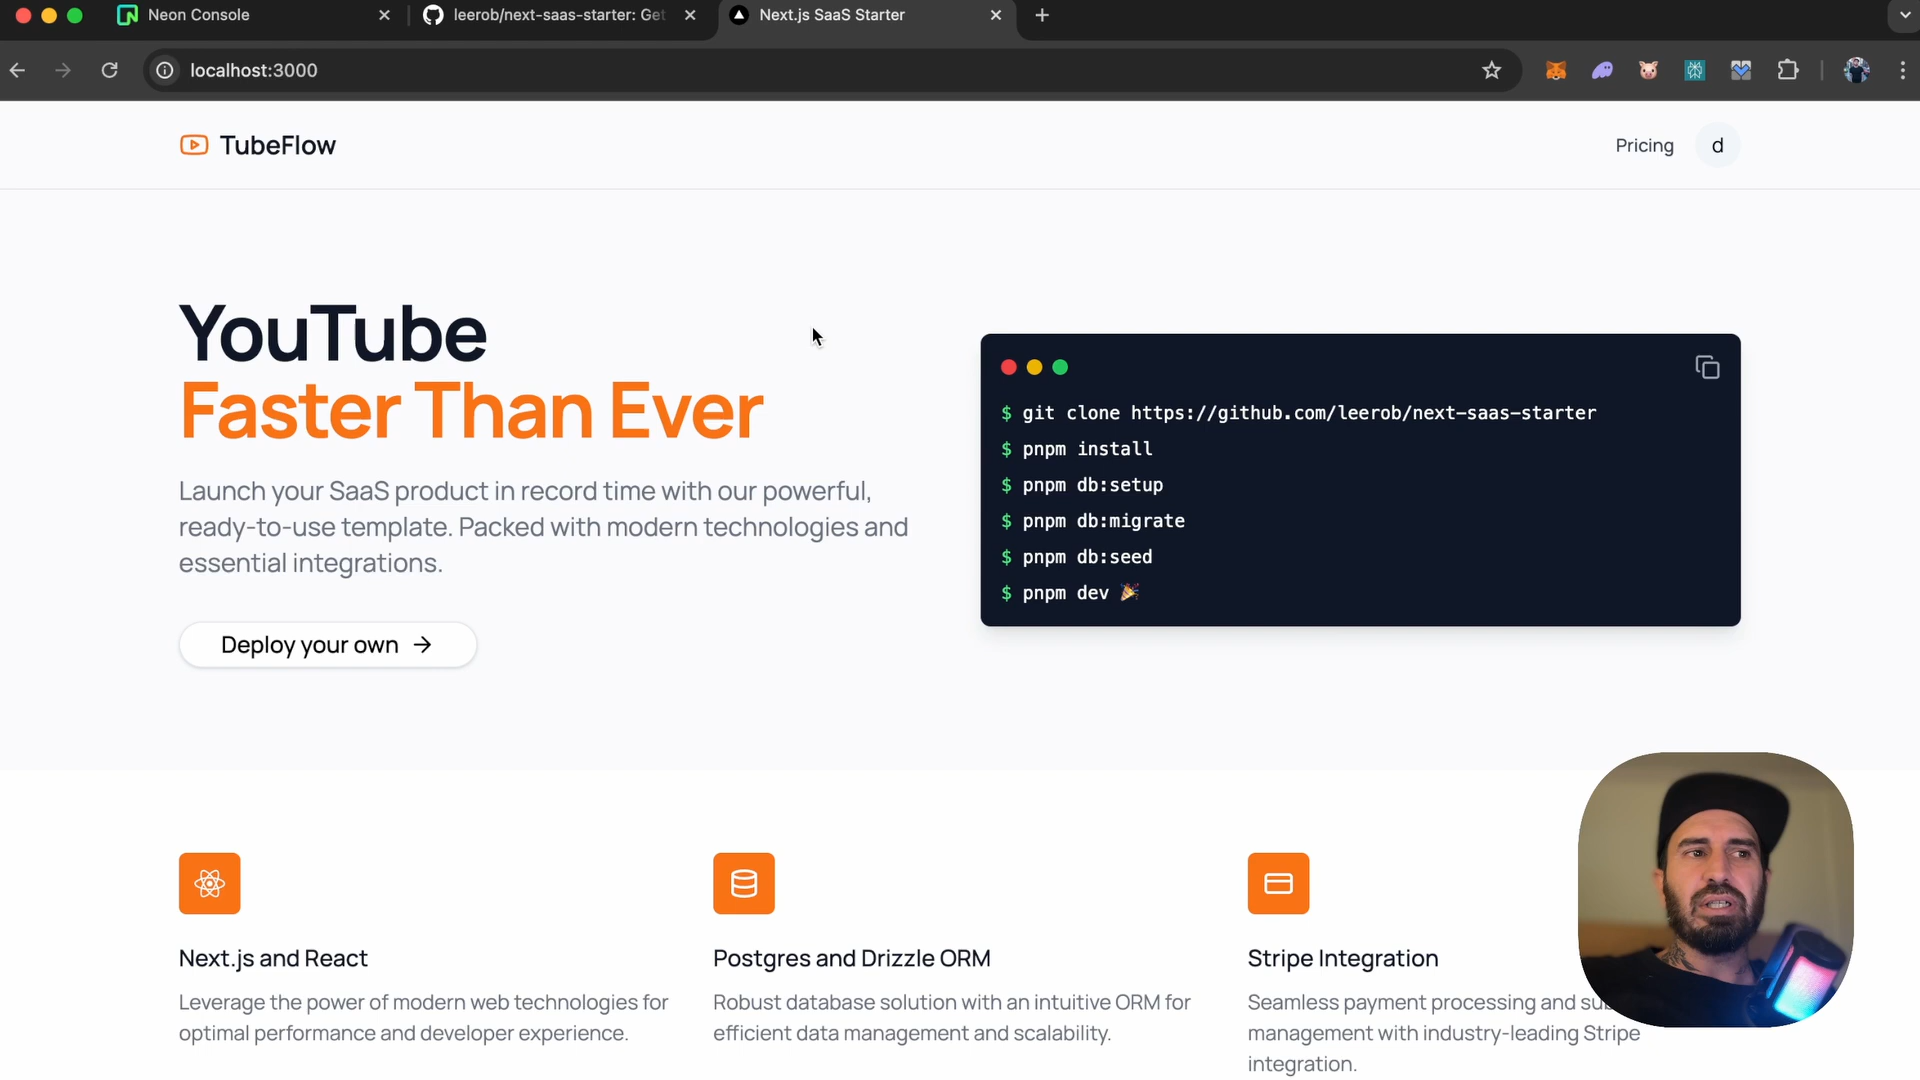 Neon Console
leerob/next-saas-starter: Get
Next.js SaaS Starter
localhost:3000
TubeFlow
Pricing
d
YouTube
Faster Than Ever
Launch your SaaS product in record time with our powerful,
ready-to-use template. Packed with modern technologies and
essential integrations.
Deploy your own →
$ git clone https://github.com/leerob/next-saas-starter
$ pnpm install
$ pnpm db:setup
$ pnpm db:migrate
$ pnpm db:seed
$ pnpm dev 🎉
Next.js and React
Leverage the power of modern web technologies for
optimal performance and developer experience.
Postgres and Drizzle ORM
Robust database solution with an intuitive ORM for
efficient data management and scalability.
Stripe Integration
Seamless payment processing and
management with industry-leading Stripe
integration.